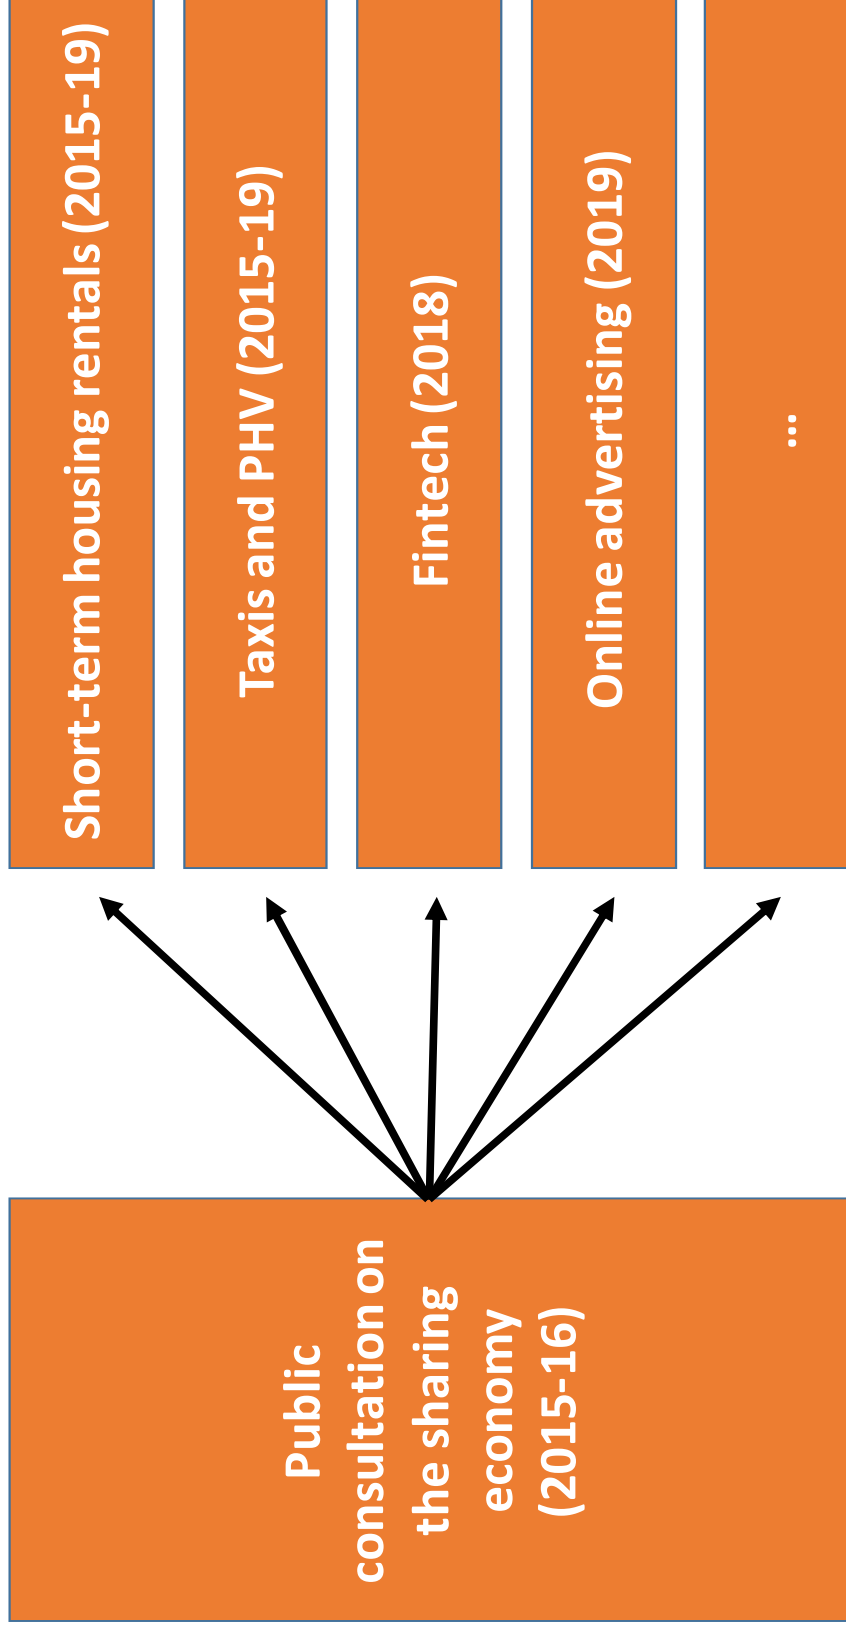 Public
consultation on
the sharing
economy
(2015-16)
Short-term housing rentals (2015-19)
Taxis and PHV (2015-19)
Fintech (2018)
Online advertising (2019)
...